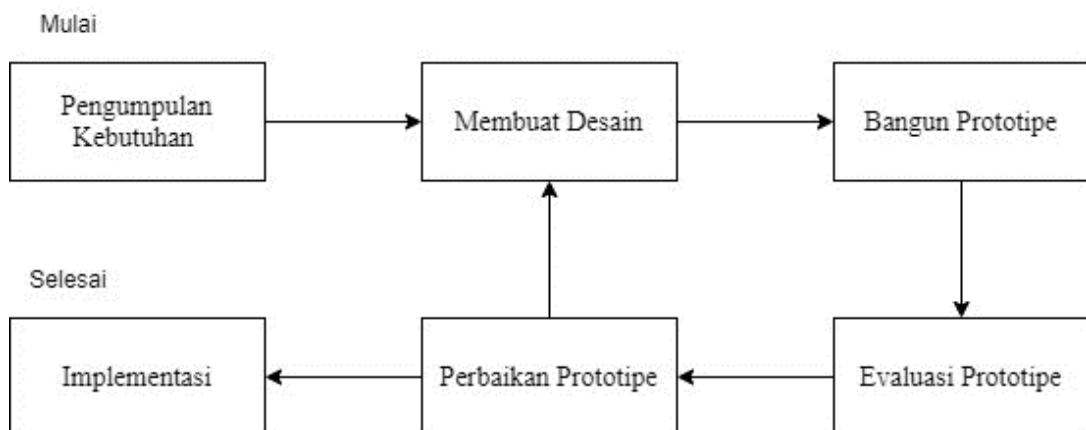 Mulai
Pengumpulan
Kebutuhan
Membuat Desain
Bangun Prototipe
Selesai
Implementasi
Perbaikan Prototipe
Evaluasi Prototipe